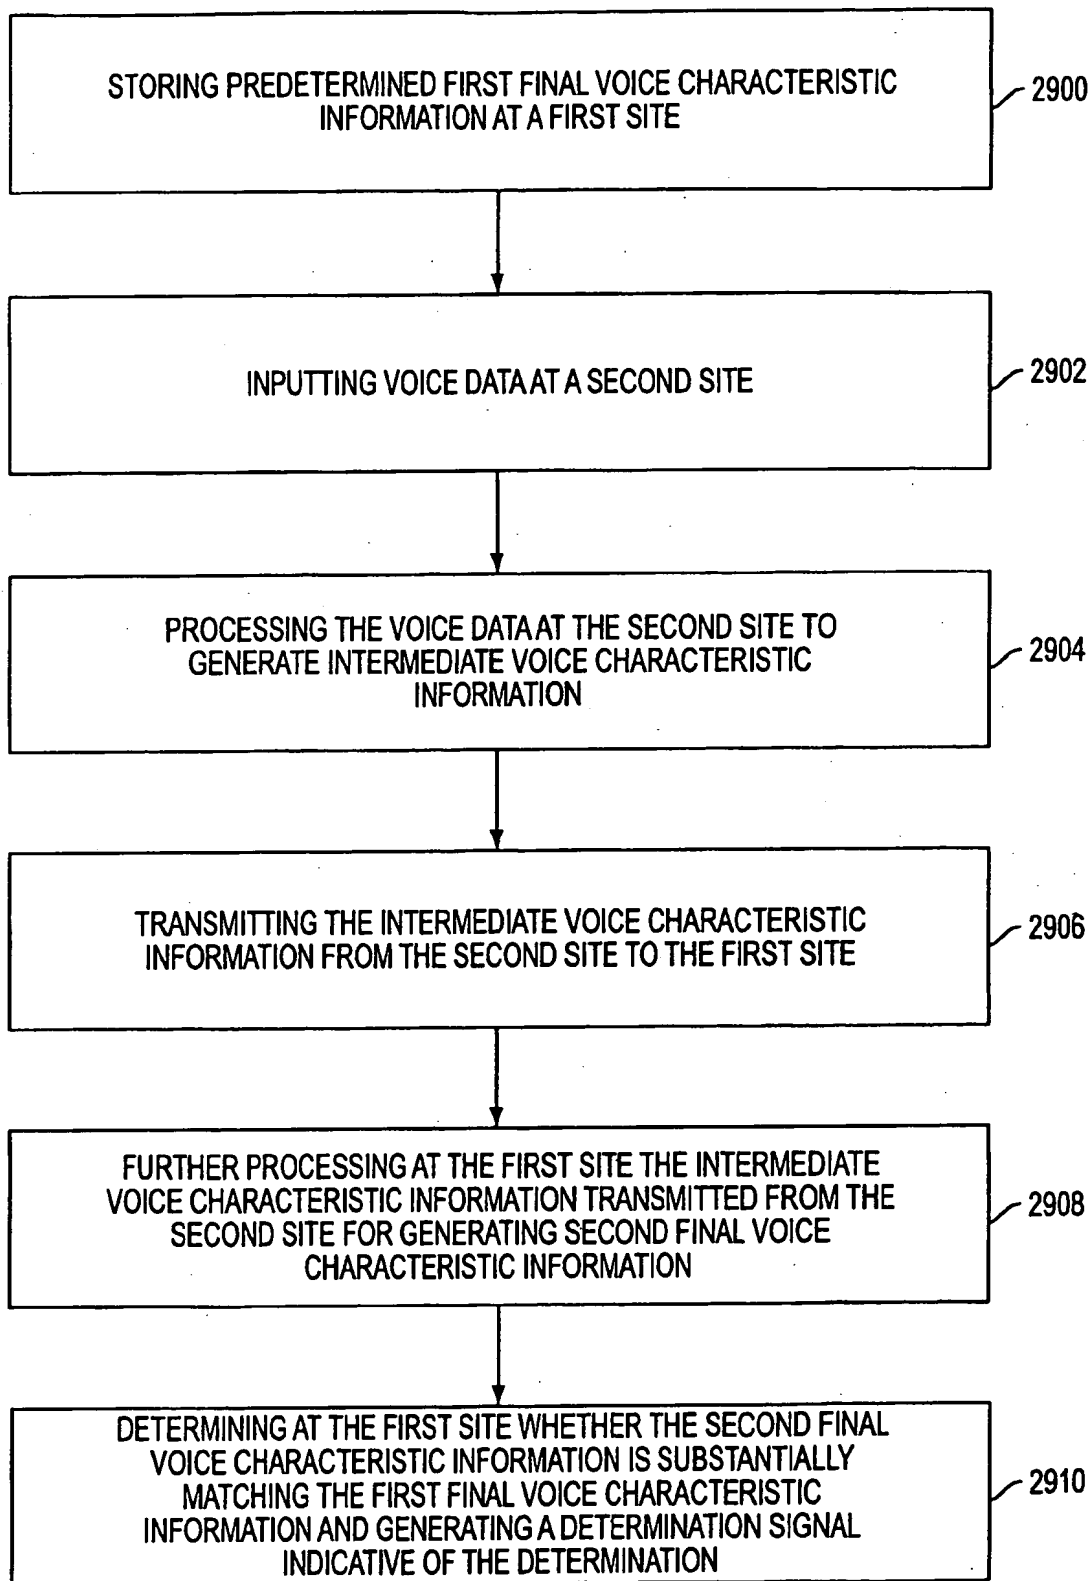 STORING PREDETERMINED FIRST FINAL VOICE CHARACTERISTIC
INFORMATION AT A FIRST SITE
2900
INPUTTING VOICE DATA AT A SECOND SITE
2902
PROCESSING THE VOICE DATA AT THE SECOND SITE TO
GENERATE INTERMEDIATE VOICE CHARACTERISTIC
INFORMATION
2904
TRANSMITTING THE INTERMEDIATE VOICE CHARACTERISTIC
INFORMATION FROM THE SECOND SITE TO THE FIRST SITE
2906
FURTHER PROCESSING AT THE FIRST SITE THE INTERMEDIATE
VOICE CHARACTERISTIC INFORMATION TRANSMITTED FROM THE
SECOND SITE FOR GENERATING SECOND FINAL VOICE
CHARACTERISTIC INFORMATION
2908
DETERMINING AT THE FIRST SITE WHETHER THE SECOND FINAL
VOICE CHARACTERISTIC INFORMATION IS SUBSTANTIALLY
MATCHING THE FIRST FINAL VOICE CHARACTERISTIC
INFORMATION AND GENERATING A DETERMINATION SIGNAL
INDICATIVE OF THE DETERMINATION
2910